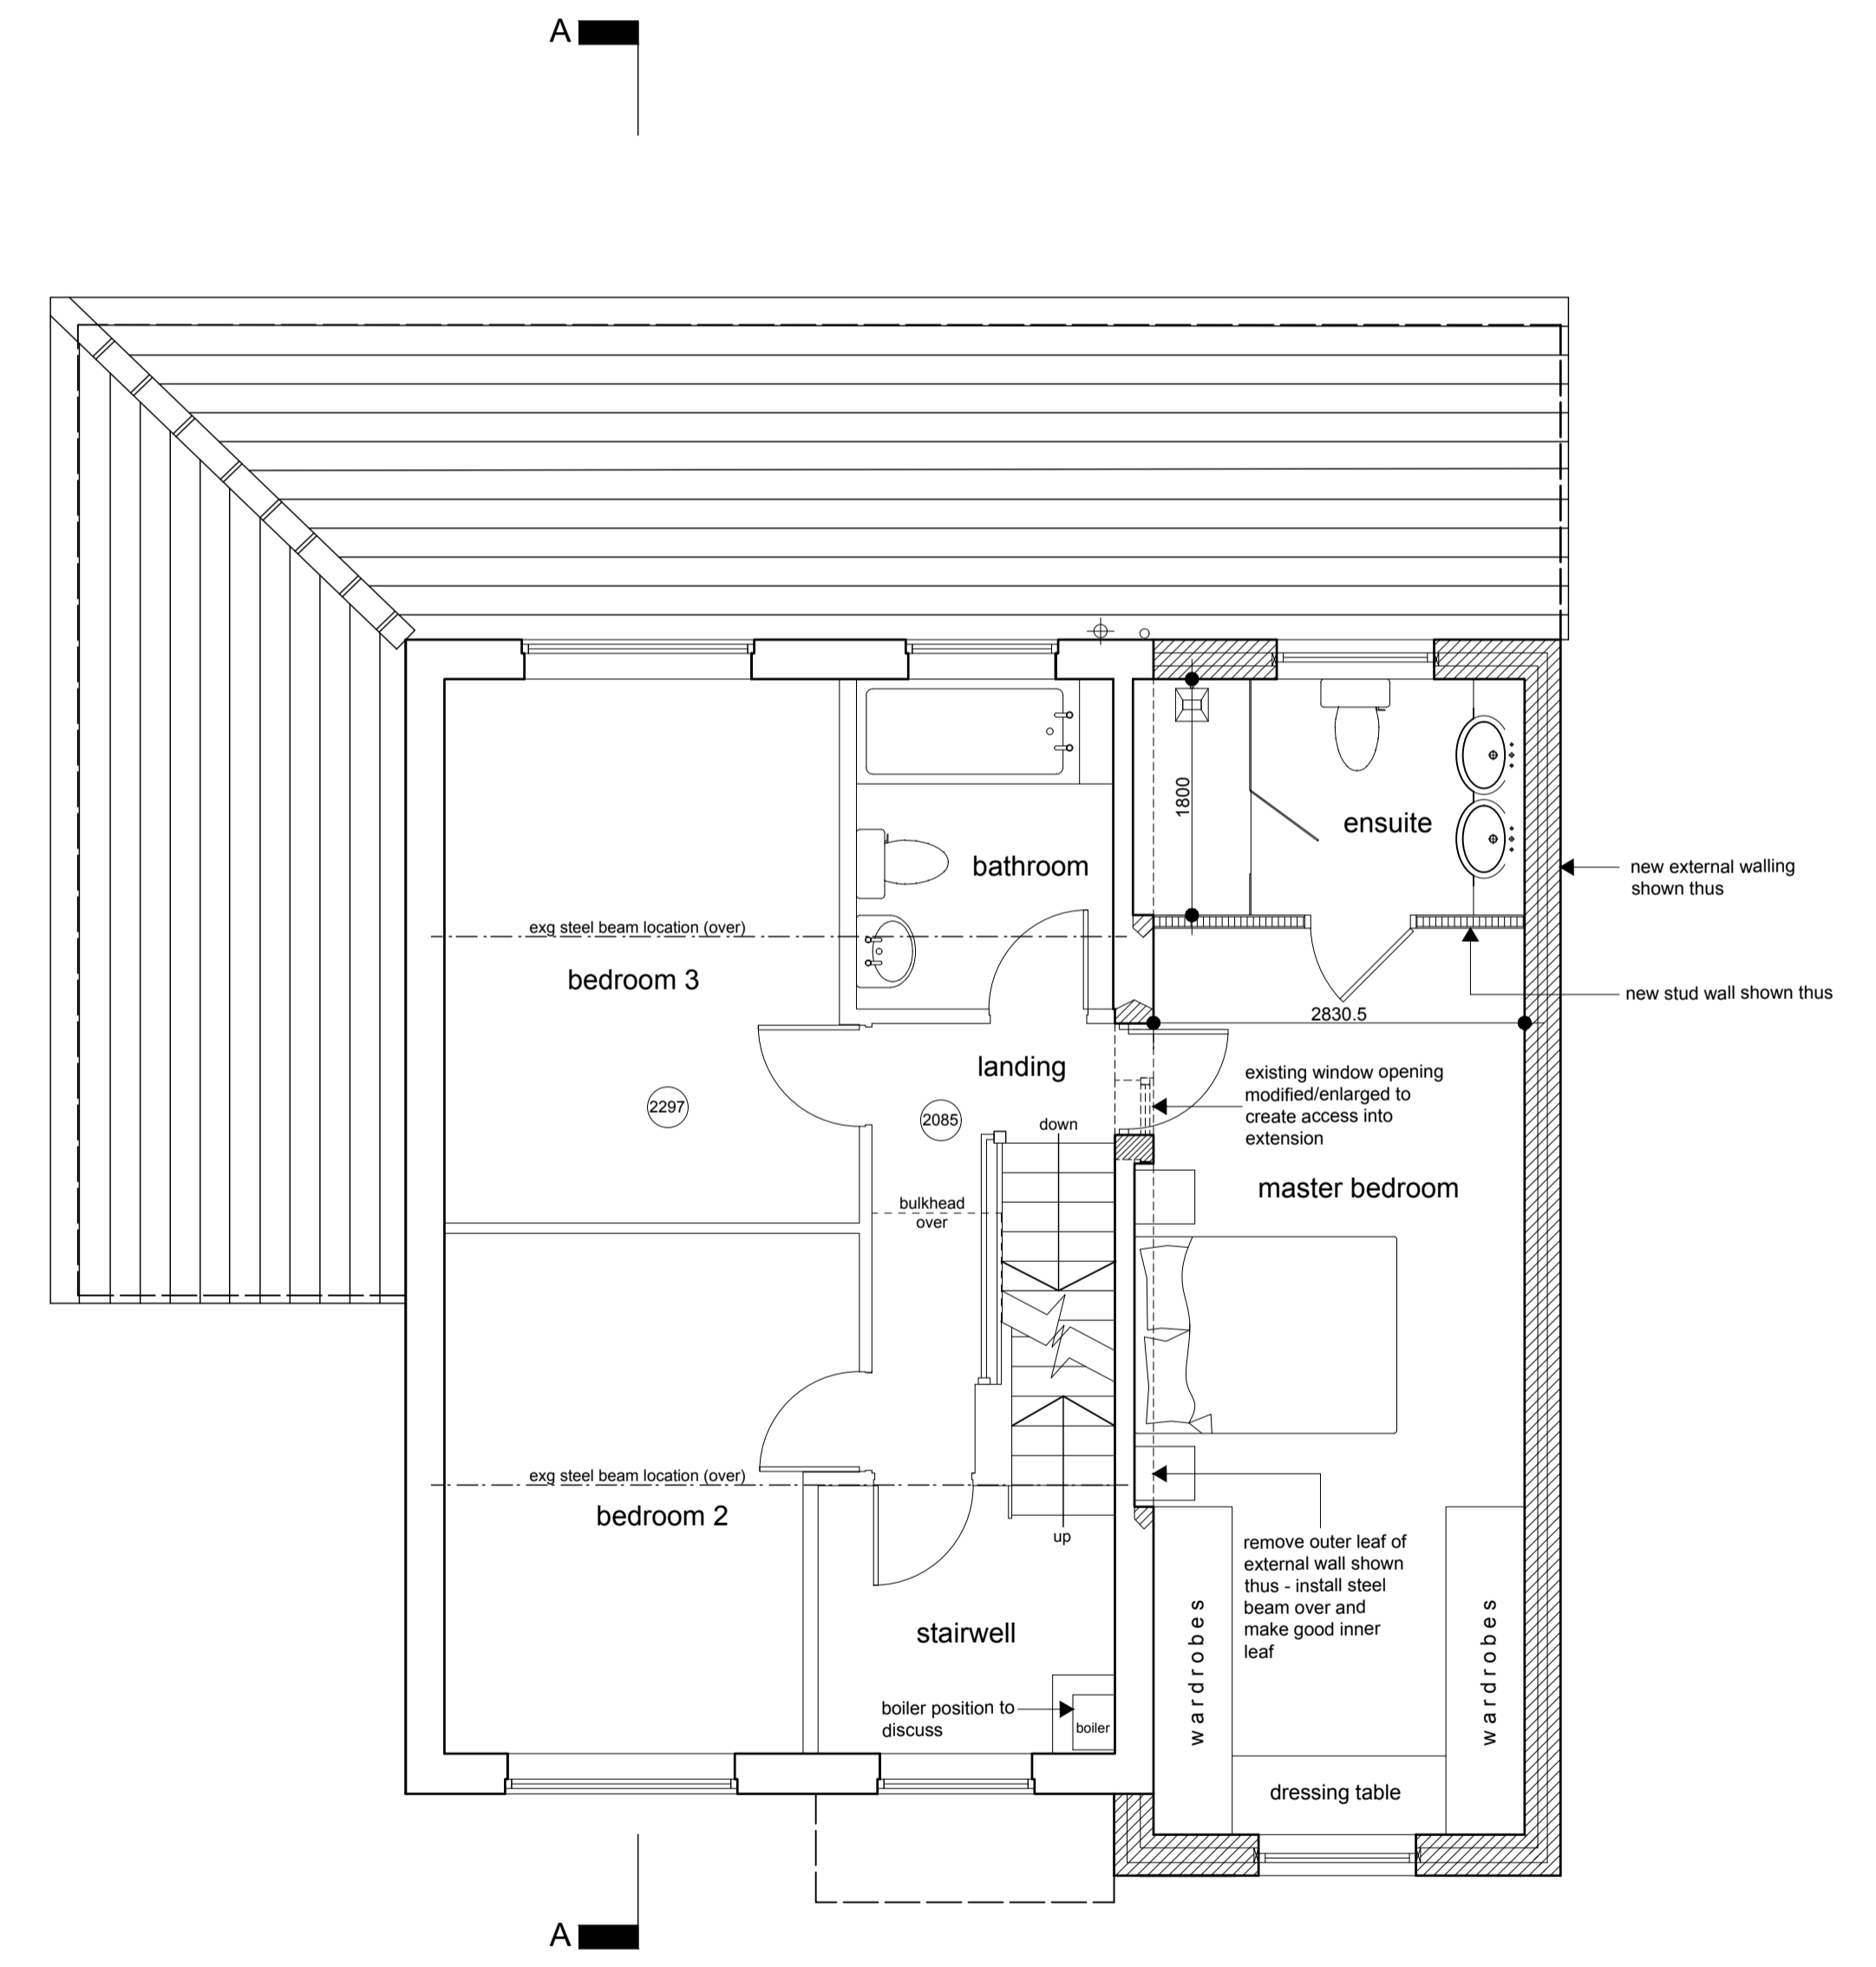 A
1800
ensuite
bathroom
new external walling
shown thus
exg steel beam location (over)
bedroom 3
new stud wall shown thus
2830.5
landing
existing window opening
modified/enlarged to
create access into
extension
2297
2085
down
master bedroom
bulkhead
over
exg steel beam location (over)
bedroom 2
up
remove outer leaf of
external wall shown
thus - install steel
beam over and
make good inner
leaf
stairwell
wardrobes
wardrobes
boiler position to
discuss
boiler
dressing table
A